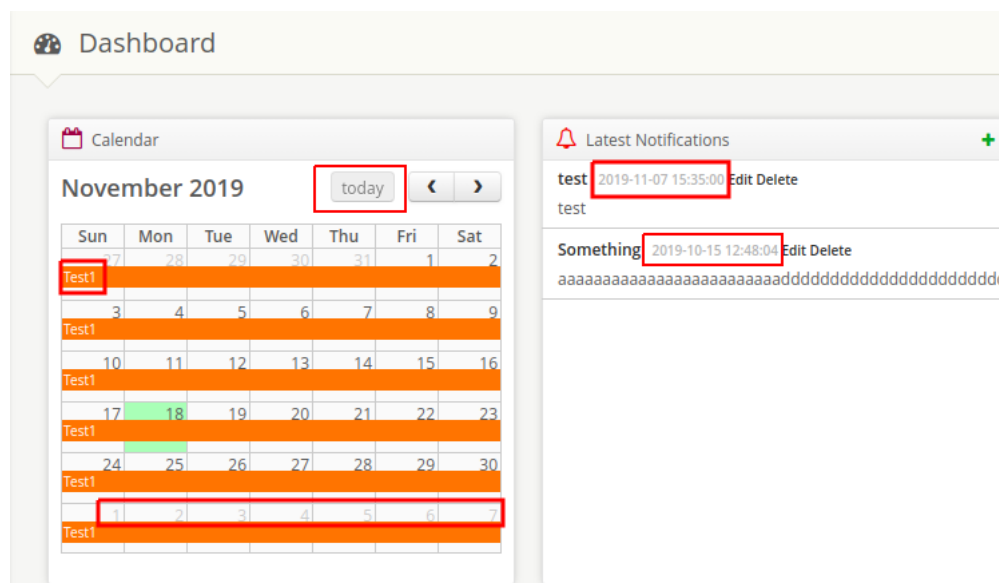 Dashboard
Calendar
November 2019 today
Sun Mon Tue Wed Thu Fri Sat
27 28 29 30 31 1 2
Test1
3 4 5 6 7 8 9
Test1
10 11 12 13 14 15 16
Test1
17 18 19 20 21 22 23
Test1
24 25 26 27 28 29 30
Test1
1 2 3 4 5 6 7
Test1
Latest Notifications
test 2019-11-07 15:35:00 Edit Delete
test
Something 2019-10-15 12:48:04 Edit Delete